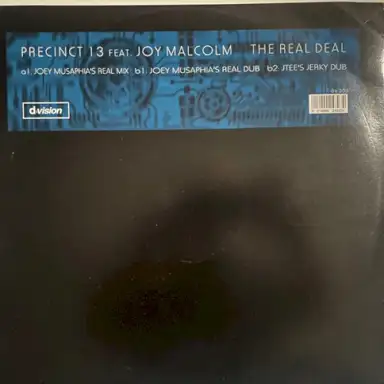 PRECINCT 13 FEAT. JOY MALCOLM THE REAL DEAL
a1. JOEY MUSAPHIA'S REAL MIX b1. JOEY MUSAPHIA'S REAL DUB b2. JTEE'S JERKY DUB
d:vision